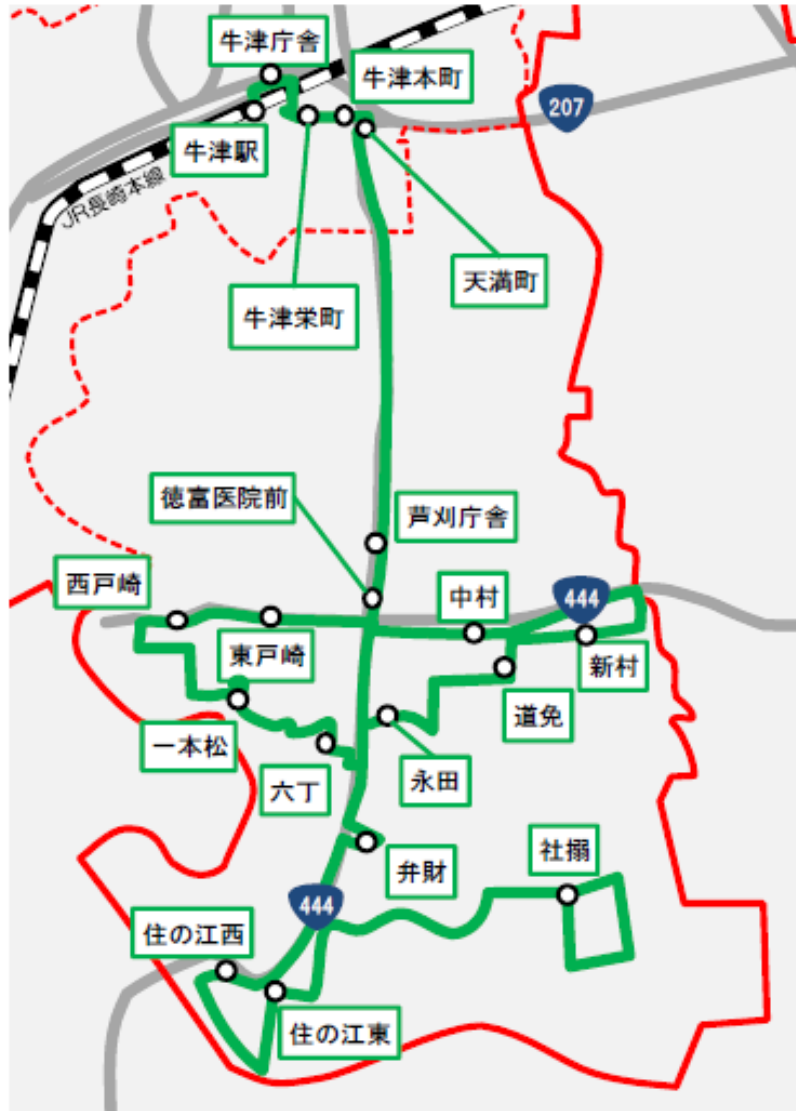 牛津庁舎
牛津本町
207
牛津駅
JR長崎本線
天満町
牛津栄町
徳富医院前
芦刈庁舎
西戸崎
中村
444
東戸崎
新村
道免
一本松
永田
六丁
社搦
弁財
444
住の江西
住の江東